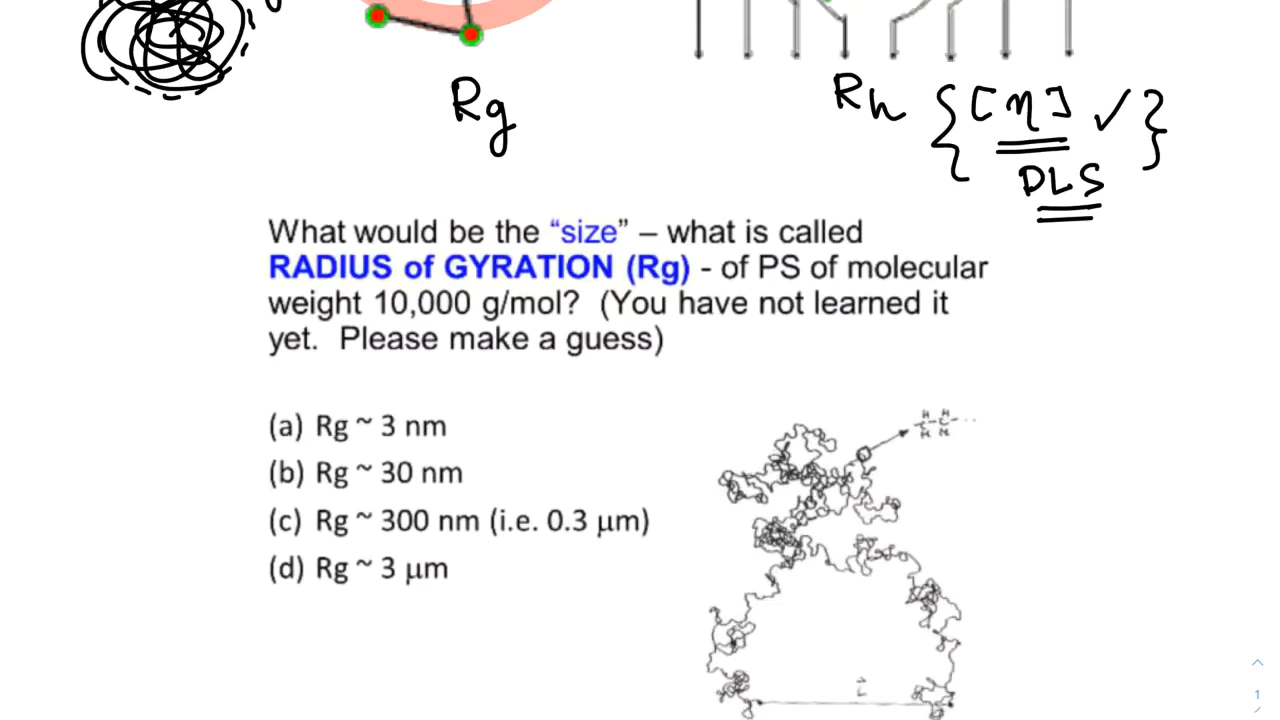 Rg
Rh { [η] ✓ }
DLS
What would be the “size” – what is called
RADIUS of GYRATION (Rg) - of PS of molecular
weight 10,000 g/mol? (You have not learned it
yet. Please make a guess)
(a) Rg ~ 3 nm
(b) Rg ~ 30 nm
(c) Rg ~ 300 nm (i.e. 0.3 μm)
(d) Rg ~ 3 μm
H H
-C-C-··
H H
1